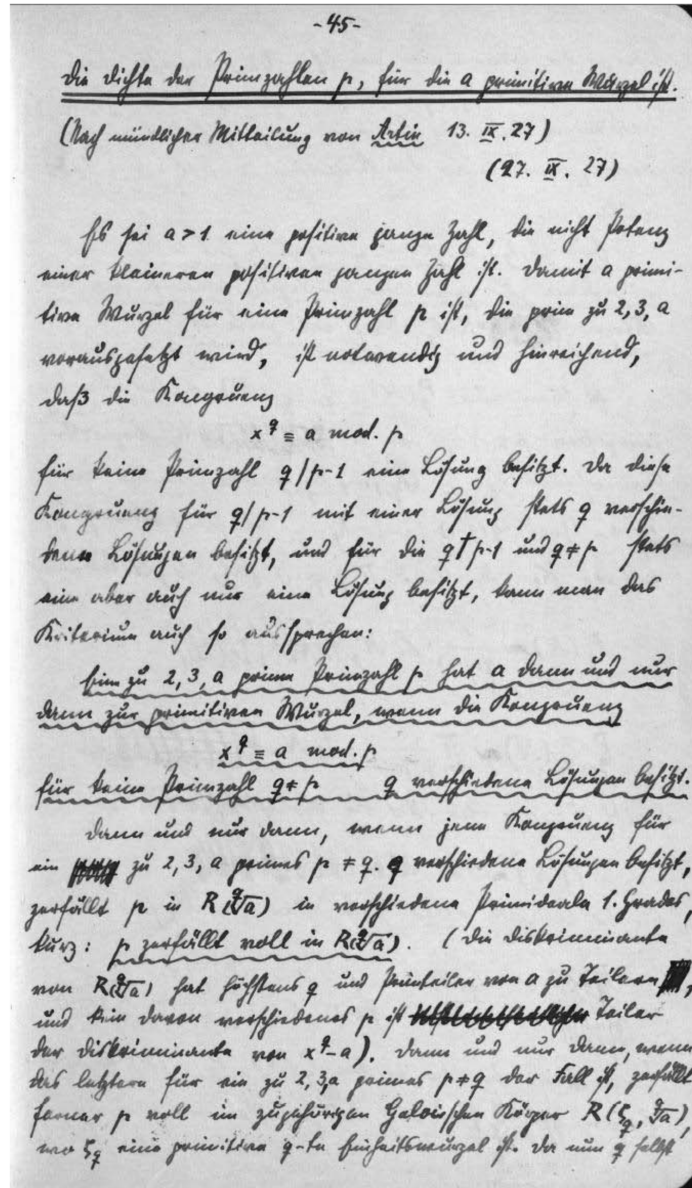 -45-
Die Dichte der Primzahlen p, für die a primitive Wurzel ist.
(Nach mündlicher Mitteilung von Artin 13. IX. 27)
(27. IX. 27)
Es sei a > 1 eine positive ganze Zahl, die nicht Potenz
einer kleineren positiven ganzen Zahl ist. Damit a primi-
tive Wurzel für eine Primzahl p ist, die prim zu 2, 3, a
vorausgesetzt wird, ist notwendig und hinreichend,
daß die Kongruenz
x^q ≡ a mod. p
für keine Primzahl q/p-1 eine Lösung besitzt. Da diese
Kongruenz für q/p-1 mit einer Lösung stets q verschie-
dene Lösungen besitzt, und für die q†p-1 und q≠p stets
eine aber auch nur eine Lösung besitzt, kann man das
Kriterium auch so aussprechen:
Eine zu 2, 3, a prime Primzahl p hat a dann und nur
dann zur primitiven Wurzel, wenn die Kongruenz
x^q ≡ a mod. p
für keine Primzahl q≠p q verschiedene Lösungen besitzt.
Dann und nur dann, wenn jene Kongruenz für
ein zu 2, 3, a primes p ≠ q. q verschiedene Lösungen besitzt,
zerfällt p in R(ᑫ√a) in verschiedene Primideale 1. Grades,
kurz: p zerfällt voll in R(ᑫ√a). (Die Diskriminante
von R(ᑫ√a) hat höchstens q und Primteiler von a zu Teilern,
und kein davon verschiedenes p ist Teiler
der Diskriminante von x^q-a). Dann und nur dann, wenn
das letztere für ein zu 2,3,a primes p≠q der Fall ist, zerfällt
ferner p voll im zugehörigen Galoisschen Körper R(ζ_q, ᑫ√a),
wo ζ_q eine primitive q-te Einheitswurzel ist. Da nun q selbst